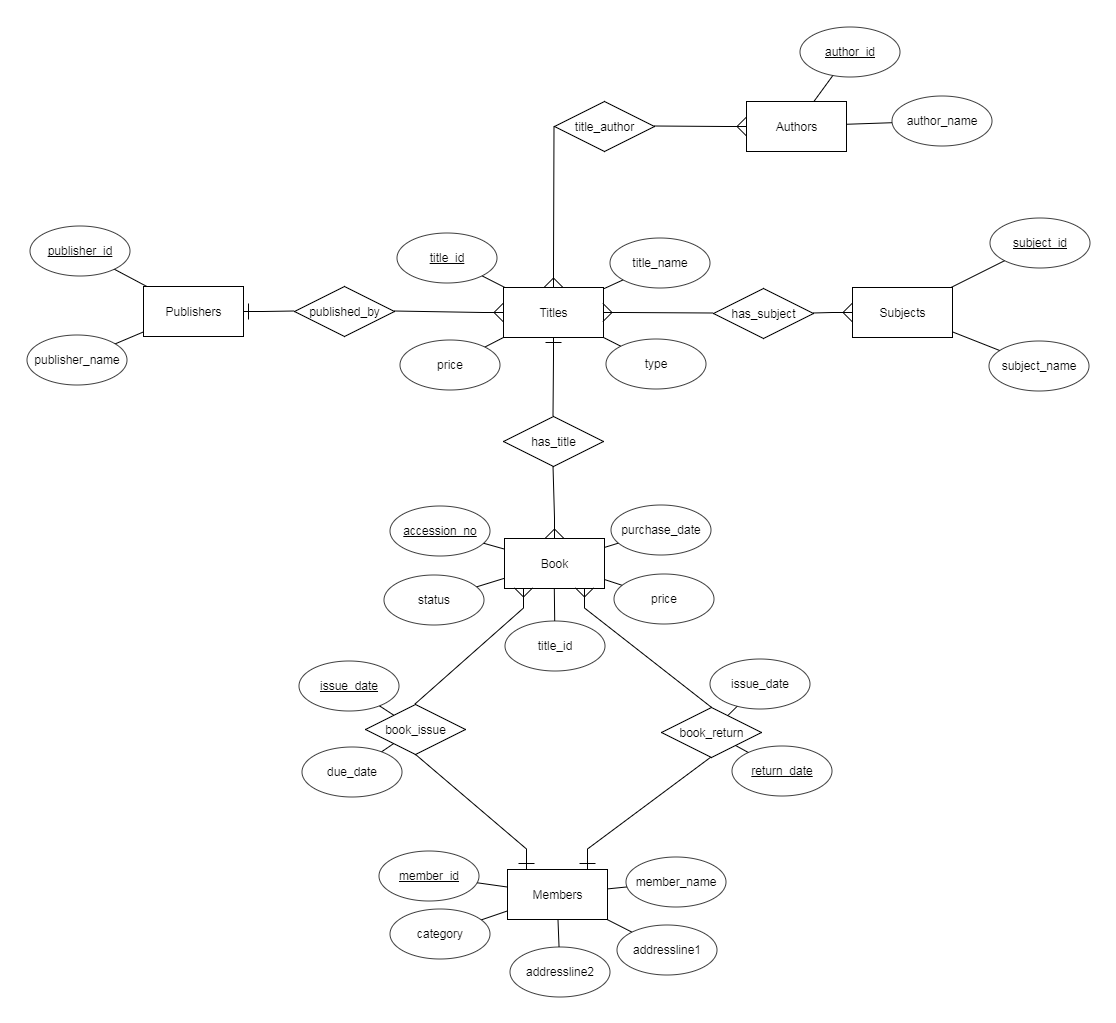 author_id
author_name
title_author
Authors
publisher_id
title_id
title_name
subject_id
Publishers
published_by
Titles
has_subject
Subjects
publisher_name
price
type
subject_name
has_title
accession_no
purchase_date
Book
status
price
title_id
issue_date
issue_date
book_issue
book_return
due_date
return_date
member_id
member_name
Members
category
addressline1
addressline2